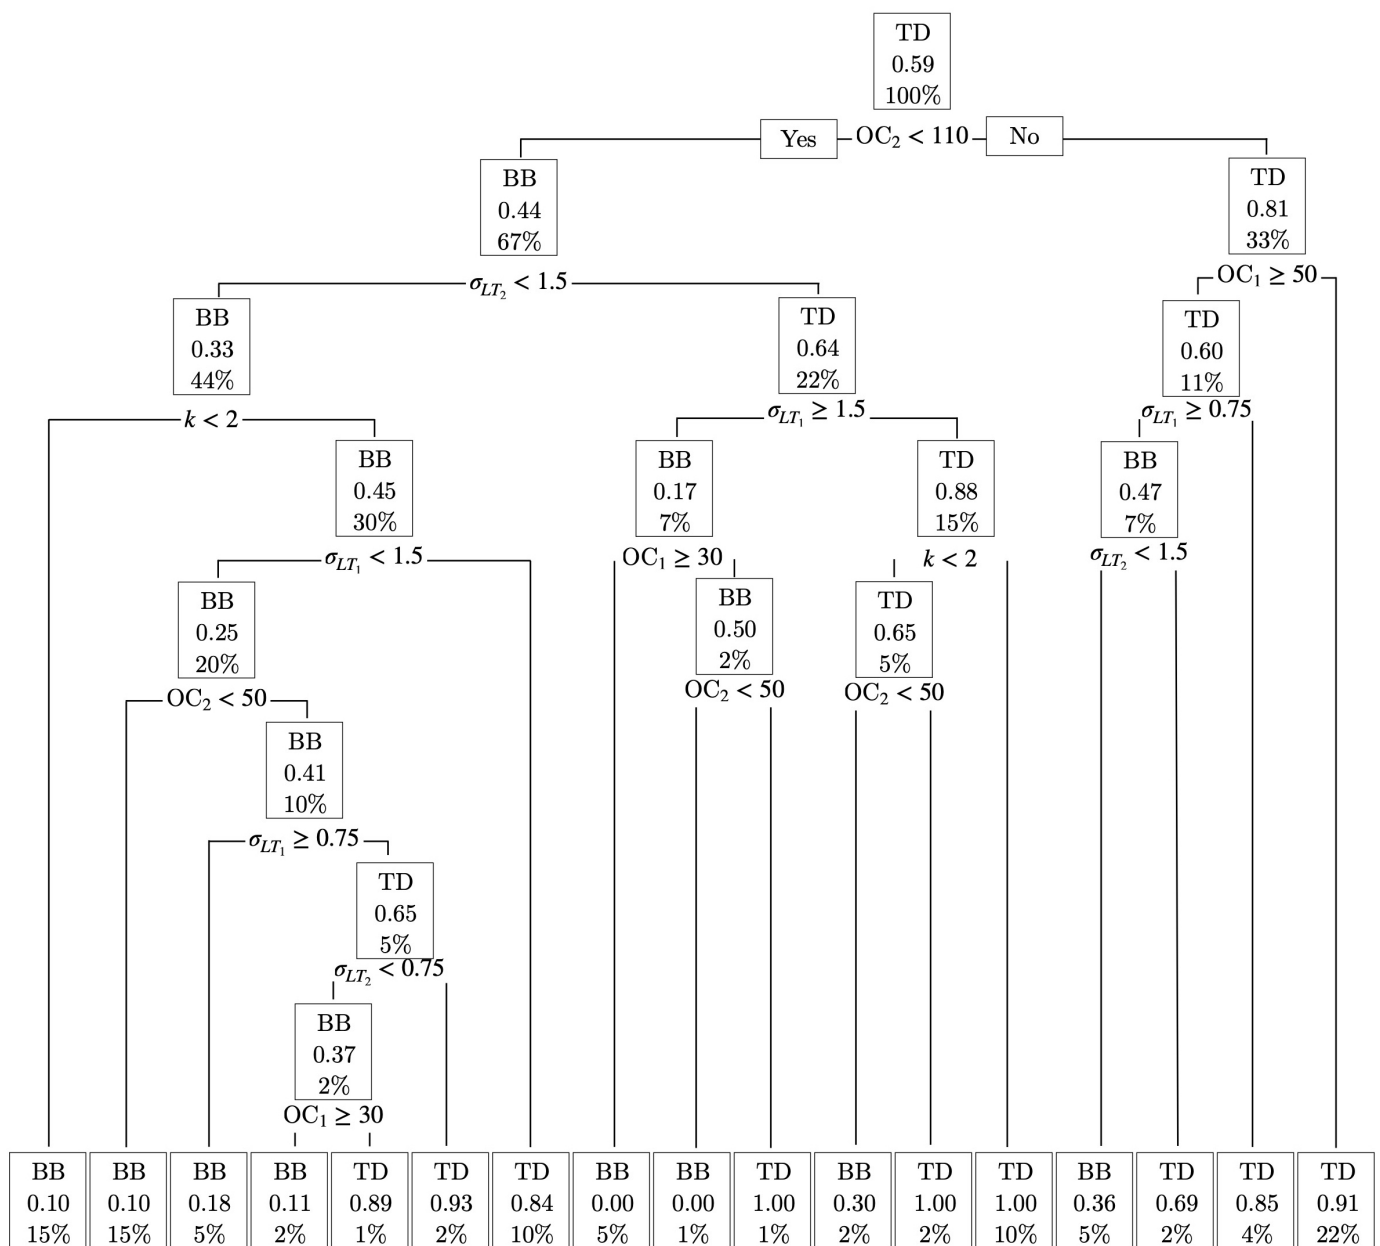 TD
0.59
100%
Yes OC₂ < 110 No
BB
0.44
67%
TD
0.81
33%
σ_LT₂ < 1.5
OC₁ ≥ 50
BB
0.33
44%
TD
0.64
22%
TD
0.60
11%
k < 2
σ_LT₁ ≥ 1.5
σ_LT₁ ≥ 0.75
BB
0.45
30%
BB
0.17
7%
TD
0.88
15%
BB
0.47
7%
σ_LT₁ < 1.5
OC₁ ≥ 30
k < 2
σ_LT₂ < 1.5
BB
0.25
20%
BB
0.50
2%
TD
0.65
5%
OC₂ < 50
OC₂ < 50
OC₂ < 50
BB
0.41
10%
σ_LT₁ ≥ 0.75
TD
0.65
5%
σ_LT₂ < 0.75
BB
0.37
2%
OC₁ ≥ 30
BB BB BB BB TD TD TD BB BB TD BB TD TD BB TD TD TD
0.10 0.10 0.18 0.11 0.89 0.93 0.84 0.00 0.00 1.00 0.30 1.00 1.00 0.36 0.69 0.85 0.91
15% 15% 5% 2% 1% 2% 10% 5% 1% 1% 2% 2% 10% 5% 2% 4% 22%